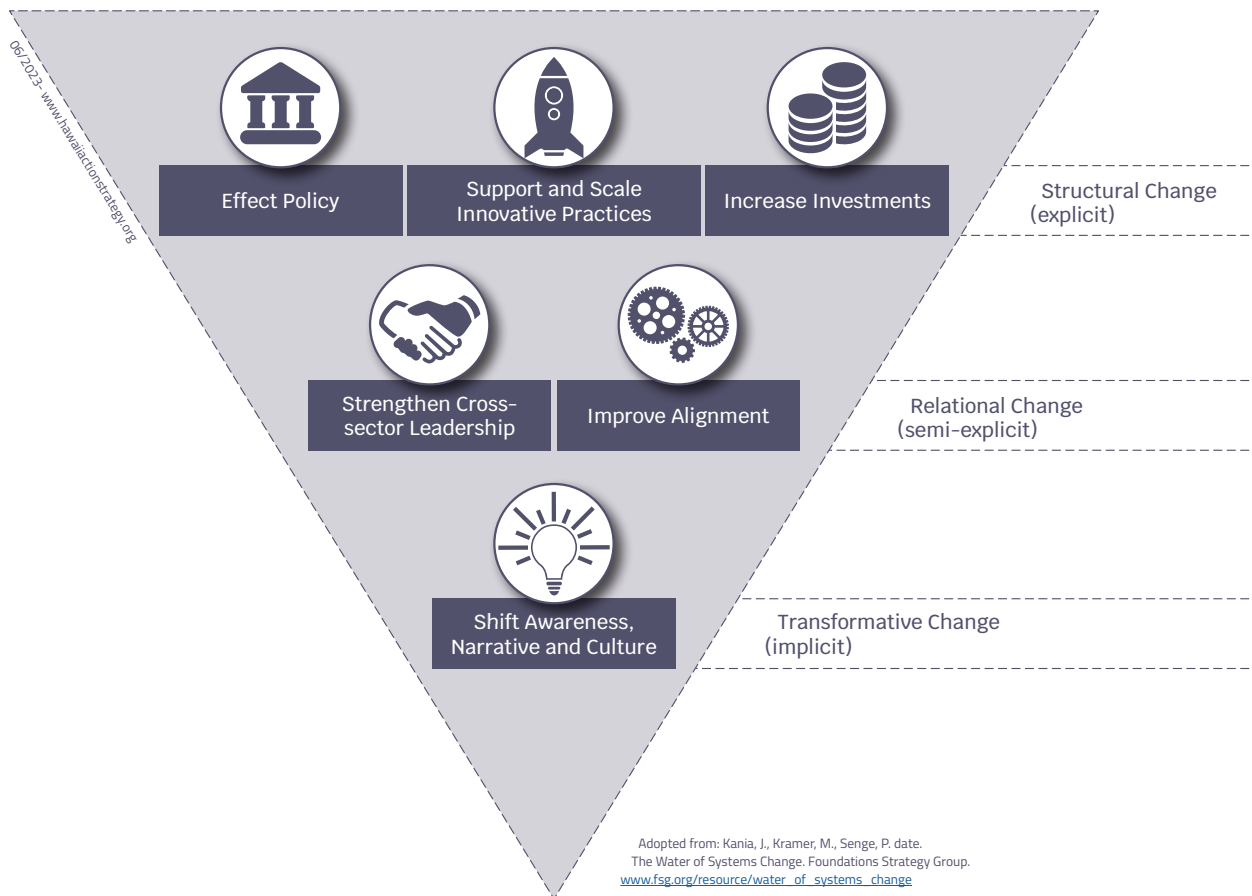 06/2023- www.hawaiiactionstrategy.org
Effect Policy
Support and Scale
Innovative Practices
Increase Investments
Structural Change
(explicit)
Strengthen Cross-
sector Leadership
Improve Alignment
Relational Change
(semi-explicit)
Shift Awareness,
Narrative and Culture
Transformative Change
(implicit)
Adopted from: Kania, J., Kramer, M., Senge, P. date.
The Water of Systems Change. Foundations Strategy Group.
www.fsg.org/resource/water_of_systems_change